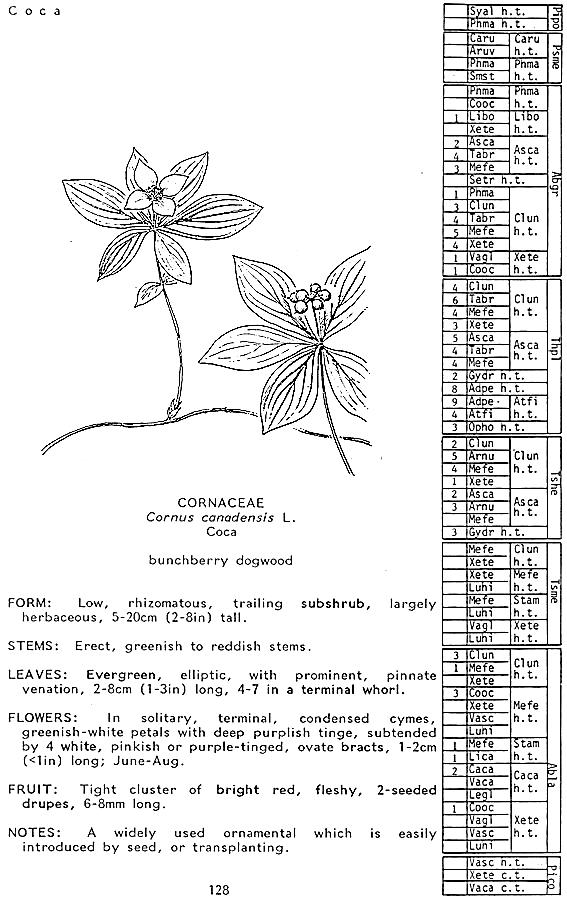 Coca
CORNACEAE
Cornus canadensis L.
Coca
bunchberry dogwood
FORM: Low, rhizomatous, trailing subshrub, largely
herbaceous, 5-20cm (2-8in) tall.
STEMS: Erect, greenish to reddish stems.
LEAVES: Evergreen, elliptic, with prominent, pinnate
venation, 2-8cm (1-3in) long, 4-7 in a terminal whorl.
FLOWERS: In solitary, terminal, condensed cymes,
greenish-white petals with deep purplish tinge, subtended
by 4 white, pinkish or purple-tinged, ovate bracts, 1-2cm
(<1in) long; June-Aug.
FRUIT: Tight cluster of bright red, fleshy, 2-seeded
drupes, 6-8mm long.
NOTES: A widely used ornamental which is easily
introduced by seed, or transplanting.
128
Syal h.t.
Phma h.t.
Pipo
Caru Caru
Aruv h.t.
Phma Phma
Smst h.t.
Psme
Phma Phma
Cooc h.t.
1 Libo Libo
Xete h.t.
2 Asca
4 Tabr Asca h.t.
3 Mefe
Setr h.t.
1 Phma
3 Clun
4 Tabr Clun
5 Mefe h.t.
4 Xete
1 Vagl Xete
1 Cooc h.t.
Abgr
4 Clun
6 Tabr Clun
4 Mefe h.t.
3 Xete
5 Asca
4 Tabr Asca h.t.
4 Mefe
2 Gydr h.t.
8 Adpe h.t.
9 Adpe Atfi
4 Atfi h.t.
3 Opho h.t.
Thpl
2 Clun
5 Arnu Clun
4 Mefe h.t.
1 Xete
2 Asca
3 Arnu Asca h.t.
Mefe
3 Gydr h.t.
Tshe
Mefe Clun
Xete h.t.
Xete Mefe
Luhi h.t.
Mefe Stam
Luhi h.t.
Vagl Xete
Luhi h.t.
Tsme
3 Clun
1 Mefe Clun h.t.
Xete
3 Cooc
Xete Mefe
Vasc h.t.
Luhi
1 Mefe Stam
1 Lica h.t.
2 Caca
Vaca Caca h.t.
Legl
1 Cooc
Vagl Xete
Vasc h.t.
Luhi
Abla
Vasc h.t.
Xete c.t.
Vaca c.t.
Pico